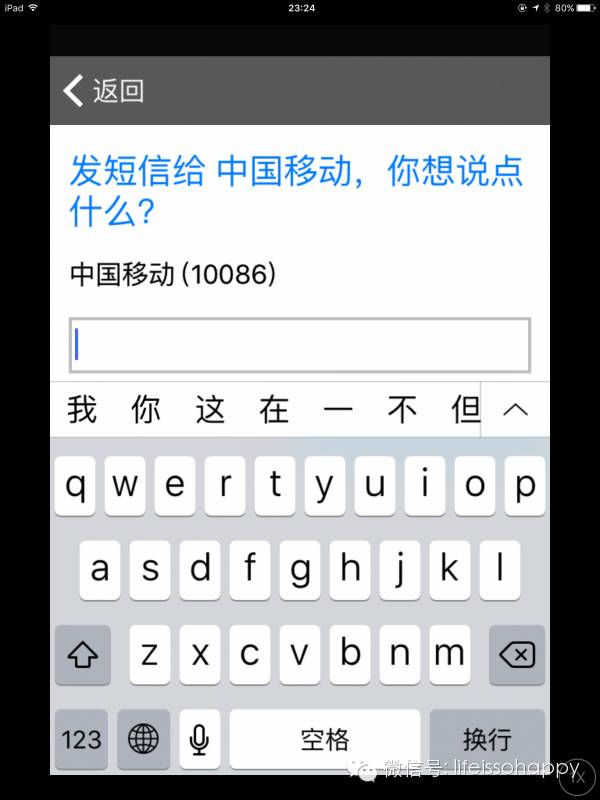 iPad 23:24 80%
返回
发短信给 中国移动，你想说点
什么？
中国移动 (10086)
我 你 这 在 一 不 但
q w e r t y u i o p
a s d f g h j k l
z x c v b n m
123 空格 换行
微信号: lifeissohappy
1x